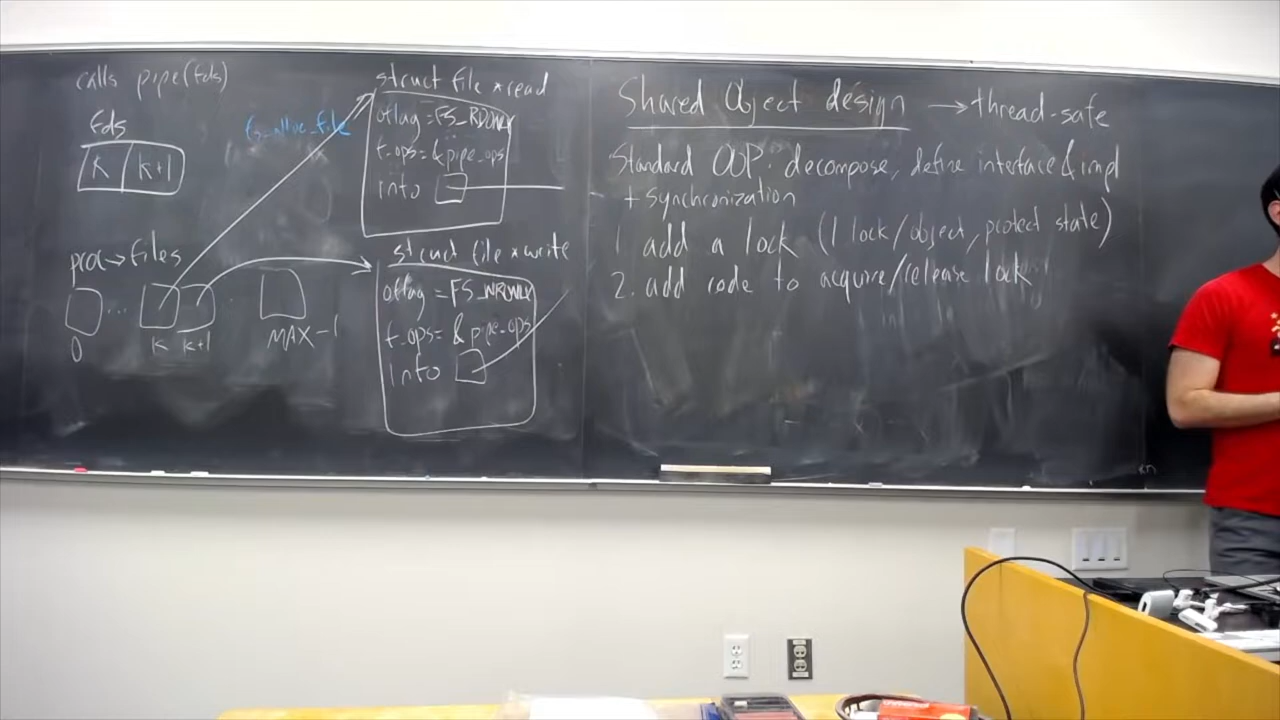 calls pipe(fds)
fds
K K+1
fs_alloc_file
proc→files
0 ... K K+1 MAX-1
struct file *read
oflag = FS_RDONLY
f_ops = &pipe_ops
info
struct file *write
oflag = FS_WRONLY
f_ops = &pipe_ops
info
Shared Object design → thread-safe
Standard OOP: decompose, define interface & impl
+ synchronization
1. add a lock (1 lock/object, protect state)
2. add code to acquire/release lock